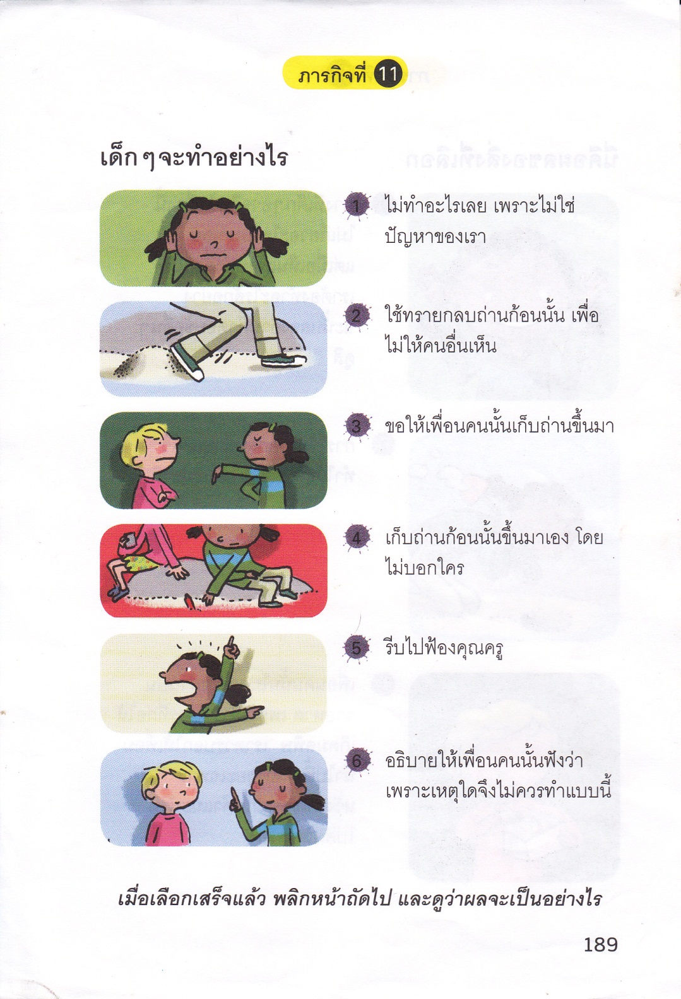 ภารกิจที่ 11
เด็ก ๆ จะทำอย่างไร
1 ไม่ทำอะไรเลย เพราะไม่ใช่
ปัญหาของเรา
2 ใช้ทรายกลบถ่านก้อนนั้น เพื่อ
ไม่ให้คนอื่นเห็น
3 ขอให้เพื่อนคนนั้นเก็บถ่านขึ้นมา
4 เก็บถ่านก้อนนั้นขึ้นมาเอง โดย
ไม่บอกใคร
5 รีบไปฟ้องคุณครู
6 อธิบายให้เพื่อนคนนั้นฟังว่า
เพราะเหตุใดจึงไม่ควรทำแบบนี้
เมื่อเลือกเสร็จแล้ว พลิกหน้าถัดไป และดูว่าผลจะเป็นอย่างไร
189